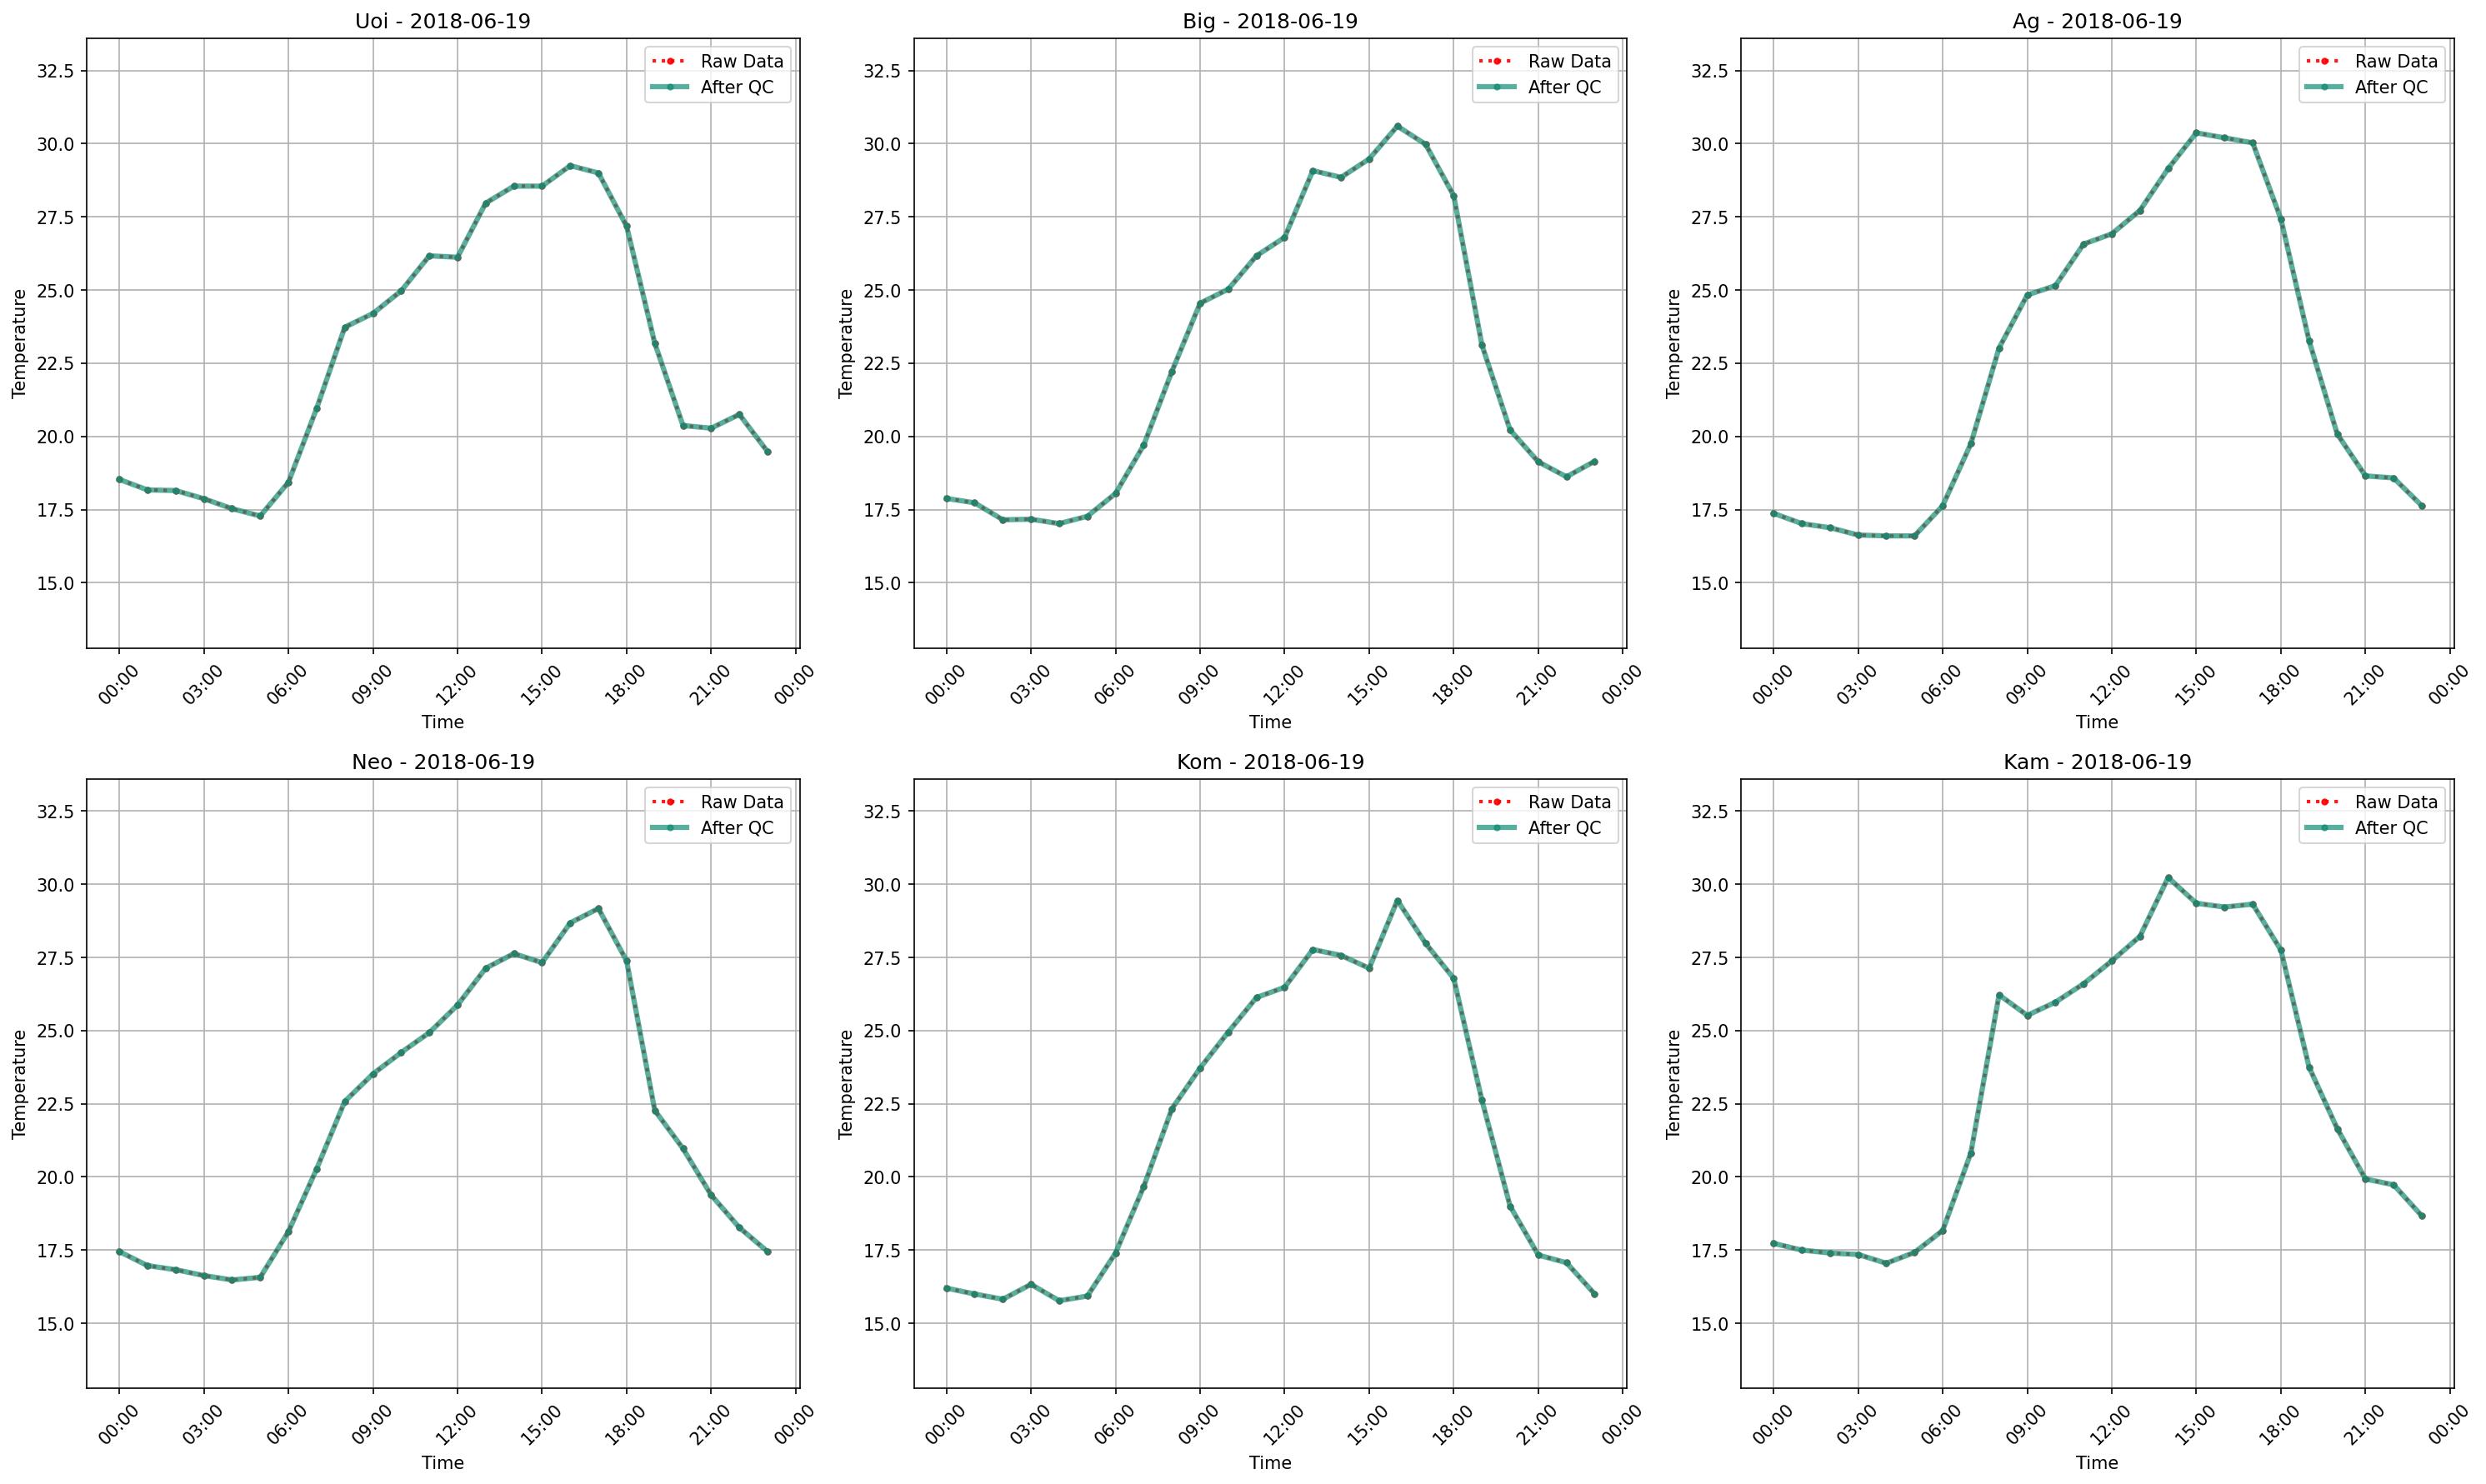 Uoi - 2018-06-19
Raw Data
After QC
Temperature
32.5
30.0
27.5
25.0
22.5
20.0
17.5
15.0
00:00 03:00 06:00 09:00 12:00 15:00 18:00 21:00 00:00
Time
Big - 2018-06-19
Raw Data
After QC
Temperature
32.5
30.0
27.5
25.0
22.5
20.0
17.5
15.0
00:00 03:00 06:00 09:00 12:00 15:00 18:00 21:00 00:00
Time
Ag - 2018-06-19
Raw Data
After QC
Temperature
32.5
30.0
27.5
25.0
22.5
20.0
17.5
15.0
00:00 03:00 06:00 09:00 12:00 15:00 18:00 21:00 00:00
Time
Neo - 2018-06-19
Raw Data
After QC
Temperature
32.5
30.0
27.5
25.0
22.5
20.0
17.5
15.0
00:00 03:00 06:00 09:00 12:00 15:00 18:00 21:00 00:00
Time
Kom - 2018-06-19
Raw Data
After QC
Temperature
32.5
30.0
27.5
25.0
22.5
20.0
17.5
15.0
00:00 03:00 06:00 09:00 12:00 15:00 18:00 21:00 00:00
Time
Kam - 2018-06-19
Raw Data
After QC
Temperature
32.5
30.0
27.5
25.0
22.5
20.0
17.5
15.0
00:00 03:00 06:00 09:00 12:00 15:00 18:00 21:00 00:00
Time